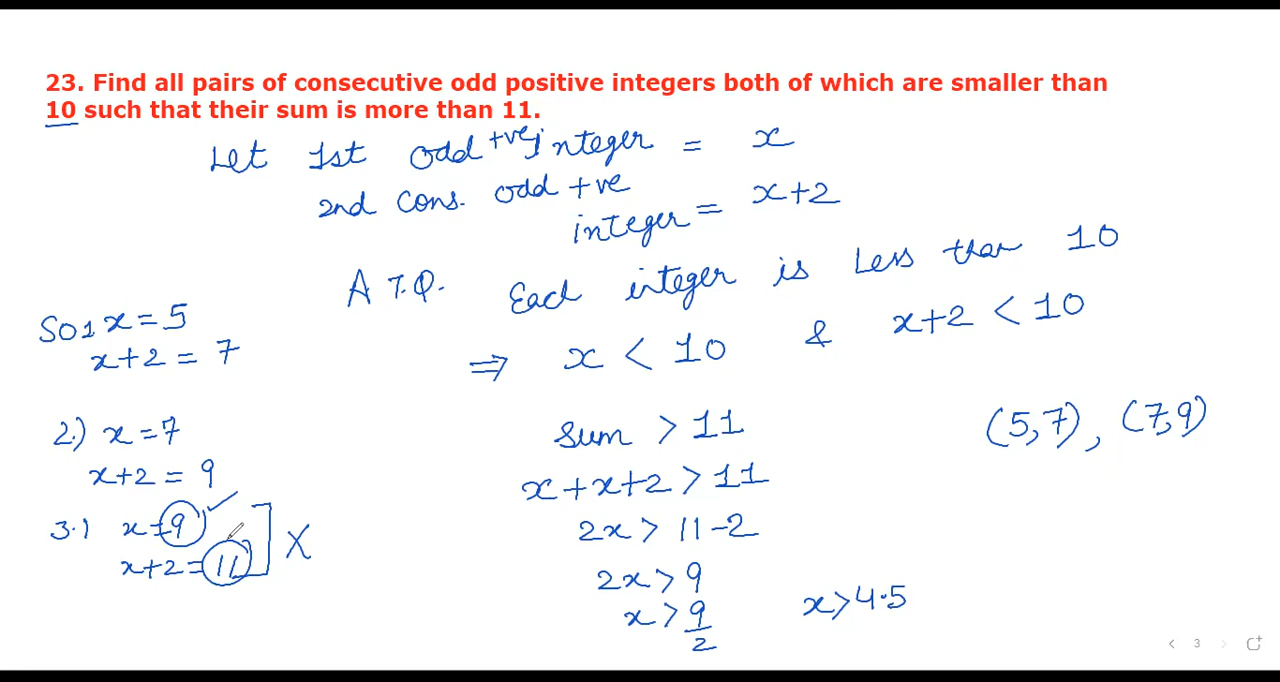 23. Find all pairs of consecutive odd positive integers both of which are smaller than
10 such that their sum is more than 11.
Let 1st odd +ve integer = x
2nd cons. odd +ve
integer = x+2
A T.Q. Each integer is less than 10
⇒ x < 10 & x+2 < 10
Sum > 11
x+x+2 > 11
2x > 11-2
2x > 9
x > 9/2
x > 4.5
So1 x = 5
x+2 = 7
2.) x = 7
x+2 = 9
3.) x = 9 ✓
x+2 = 11 ] X
(5,7), (7,9)
3